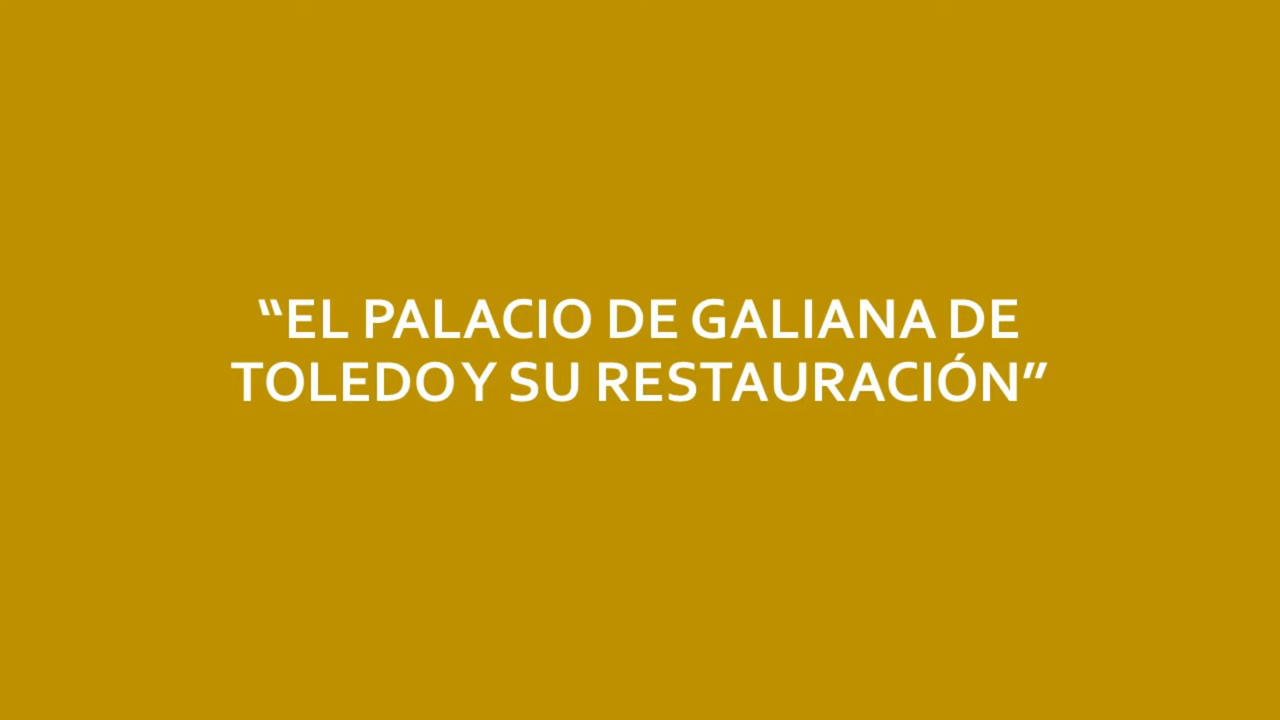 “EL PALACIO DE GALIANA DE
TOLEDO Y SU RESTAURACIÓN”